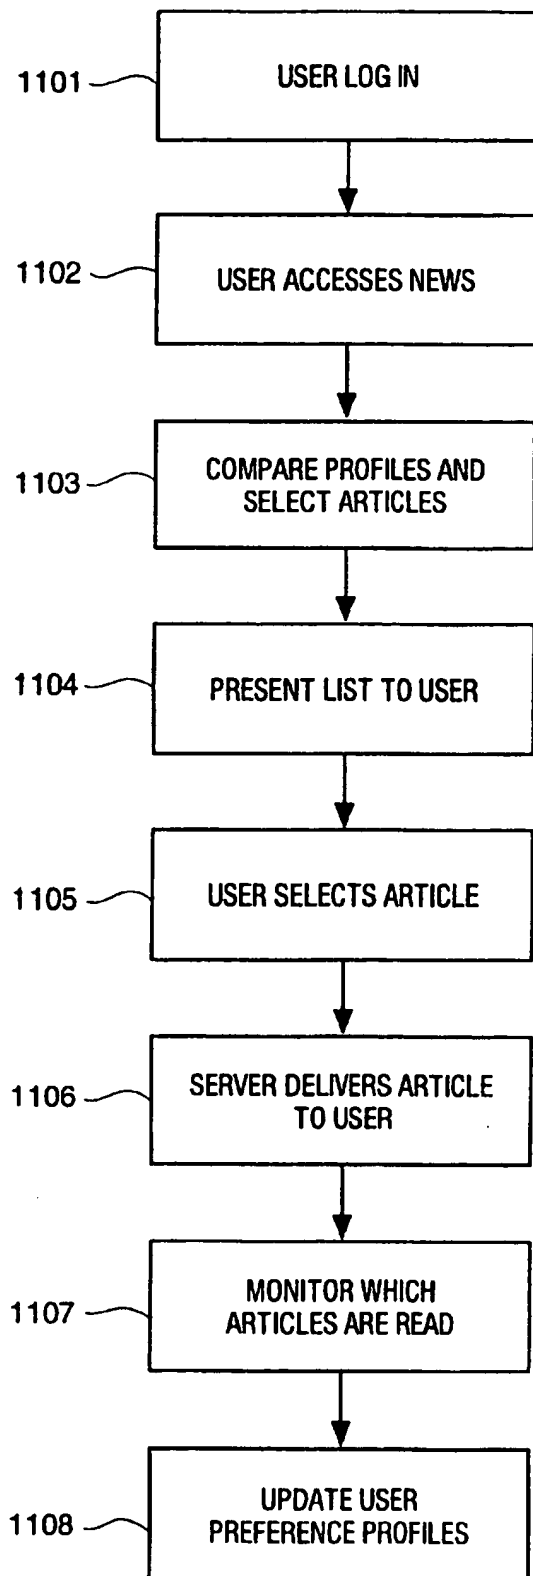 1101
USER LOG IN
1102
USER ACCESSES NEWS
1103
COMPARE PROFILES AND
SELECT ARTICLES
1104
PRESENT LIST TO USER
1105
USER SELECTS ARTICLE
1106
SERVER DELIVERS ARTICLE
TO USER
1107
MONITOR WHICH
ARTICLES ARE READ
1108
UPDATE USER
PREFERENCE PROFILES